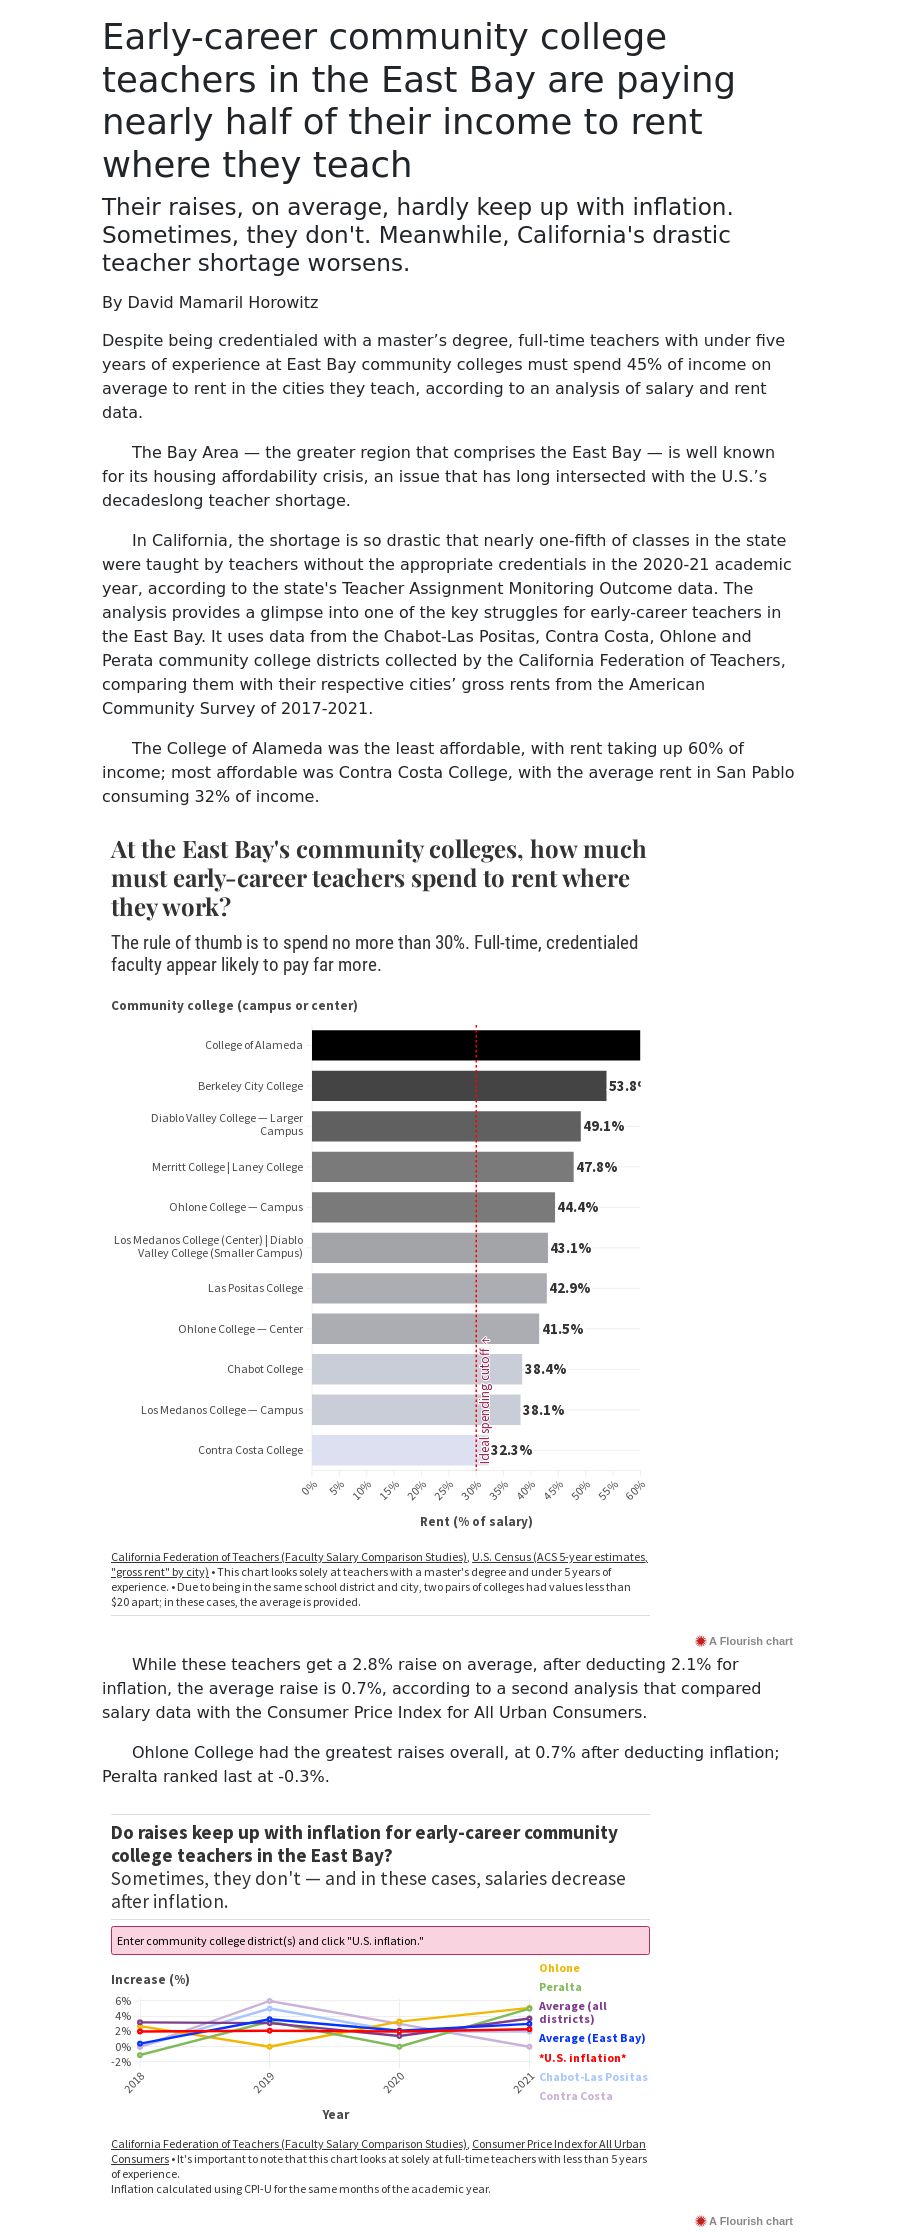 Early-career community college
teachers in the East Bay are paying
nearly half of their income to rent
where they teach
Their raises, on average, hardly keep up with inflation.
Sometimes, they don't. Meanwhile, California's drastic
teacher shortage worsens.
By David Mamaril Horowitz
Despite being credentialed with a master’s degree, full-time teachers with under five
years of experience at East Bay community colleges must spend 45% of income on
average to rent in the cities they teach, according to an analysis of salary and rent
data.
The Bay Area — the greater region that comprises the East Bay — is well known
for its housing affordability crisis, an issue that has long intersected with the U.S.’s
decadeslong teacher shortage.
In California, the shortage is so drastic that nearly one-fifth of classes in the state
were taught by teachers without the appropriate credentials in the 2020-21 academic
year, according to the state's Teacher Assignment Monitoring Outcome data. The
analysis provides a glimpse into one of the key struggles for early-career teachers in
the East Bay. It uses data from the Chabot-Las Positas, Contra Costa, Ohlone and
Perata community college districts collected by the California Federation of Teachers,
comparing them with their respective cities’ gross rents from the American
Community Survey of 2017-2021.
The College of Alameda was the least affordable, with rent taking up 60% of
income; most affordable was Contra Costa College, with the average rent in San Pablo
consuming 32% of income.
At the East Bay's community colleges, how much
must early-career teachers spend to rent where
they work?
The rule of thumb is to spend no more than 30%. Full-time, credentialed
faculty appear likely to pay far more.
Community college (campus or center)
College of Alameda
Berkeley City College 53.8%
Diablo Valley College — Larger
Campus 49.1%
Merritt College | Laney College 47.8%
Ohlone College — Campus 44.4%
Los Medanos College (Center) | Diablo
Valley College (Smaller Campus) 43.1%
Las Positas College 42.9%
Ohlone College — Center 41.5%
Chabot College 38.4%
Los Medanos College — Campus 38.1%
Contra Costa College 32.3%
Ideal spending cutoff ↑
0% 5% 10% 15% 20% 25% 30% 35% 40% 45% 50% 55% 60%
Rent (% of salary)
California Federation of Teachers (Faculty Salary Comparison Studies), U.S. Census (ACS 5-year estimates,
"gross rent" by city) • This chart looks solely at teachers with a master's degree and under 5 years of
experience. • Due to being in the same school district and city, two pairs of colleges had values less than
$20 apart; in these cases, the average is provided.
A Flourish chart
While these teachers get a 2.8% raise on average, after deducting 2.1% for
inflation, the average raise is 0.7%, according to a second analysis that compared
salary data with the Consumer Price Index for All Urban Consumers.
Ohlone College had the greatest raises overall, at 0.7% after deducting inflation;
Peralta ranked last at -0.3%.
Do raises keep up with inflation for early-career community
college teachers in the East Bay?
Sometimes, they don't — and in these cases, salaries decrease
after inflation.
Enter community college district(s) and click "U.S. inflation."
Increase (%)
6%
4%
2%
0%
-2%
2018 2019 2020 2021
Year
Ohlone
Peralta
Average (all
districts)
Average (East Bay)
*U.S. inflation*
Chabot-Las Positas
Contra Costa
California Federation of Teachers (Faculty Salary Comparison Studies), Consumer Price Index for All Urban
Consumers • It's important to note that this chart looks at solely at full-time teachers with less than 5 years
of experience.
Inflation calculated using CPI-U for the same months of the academic year.
A Flourish chart